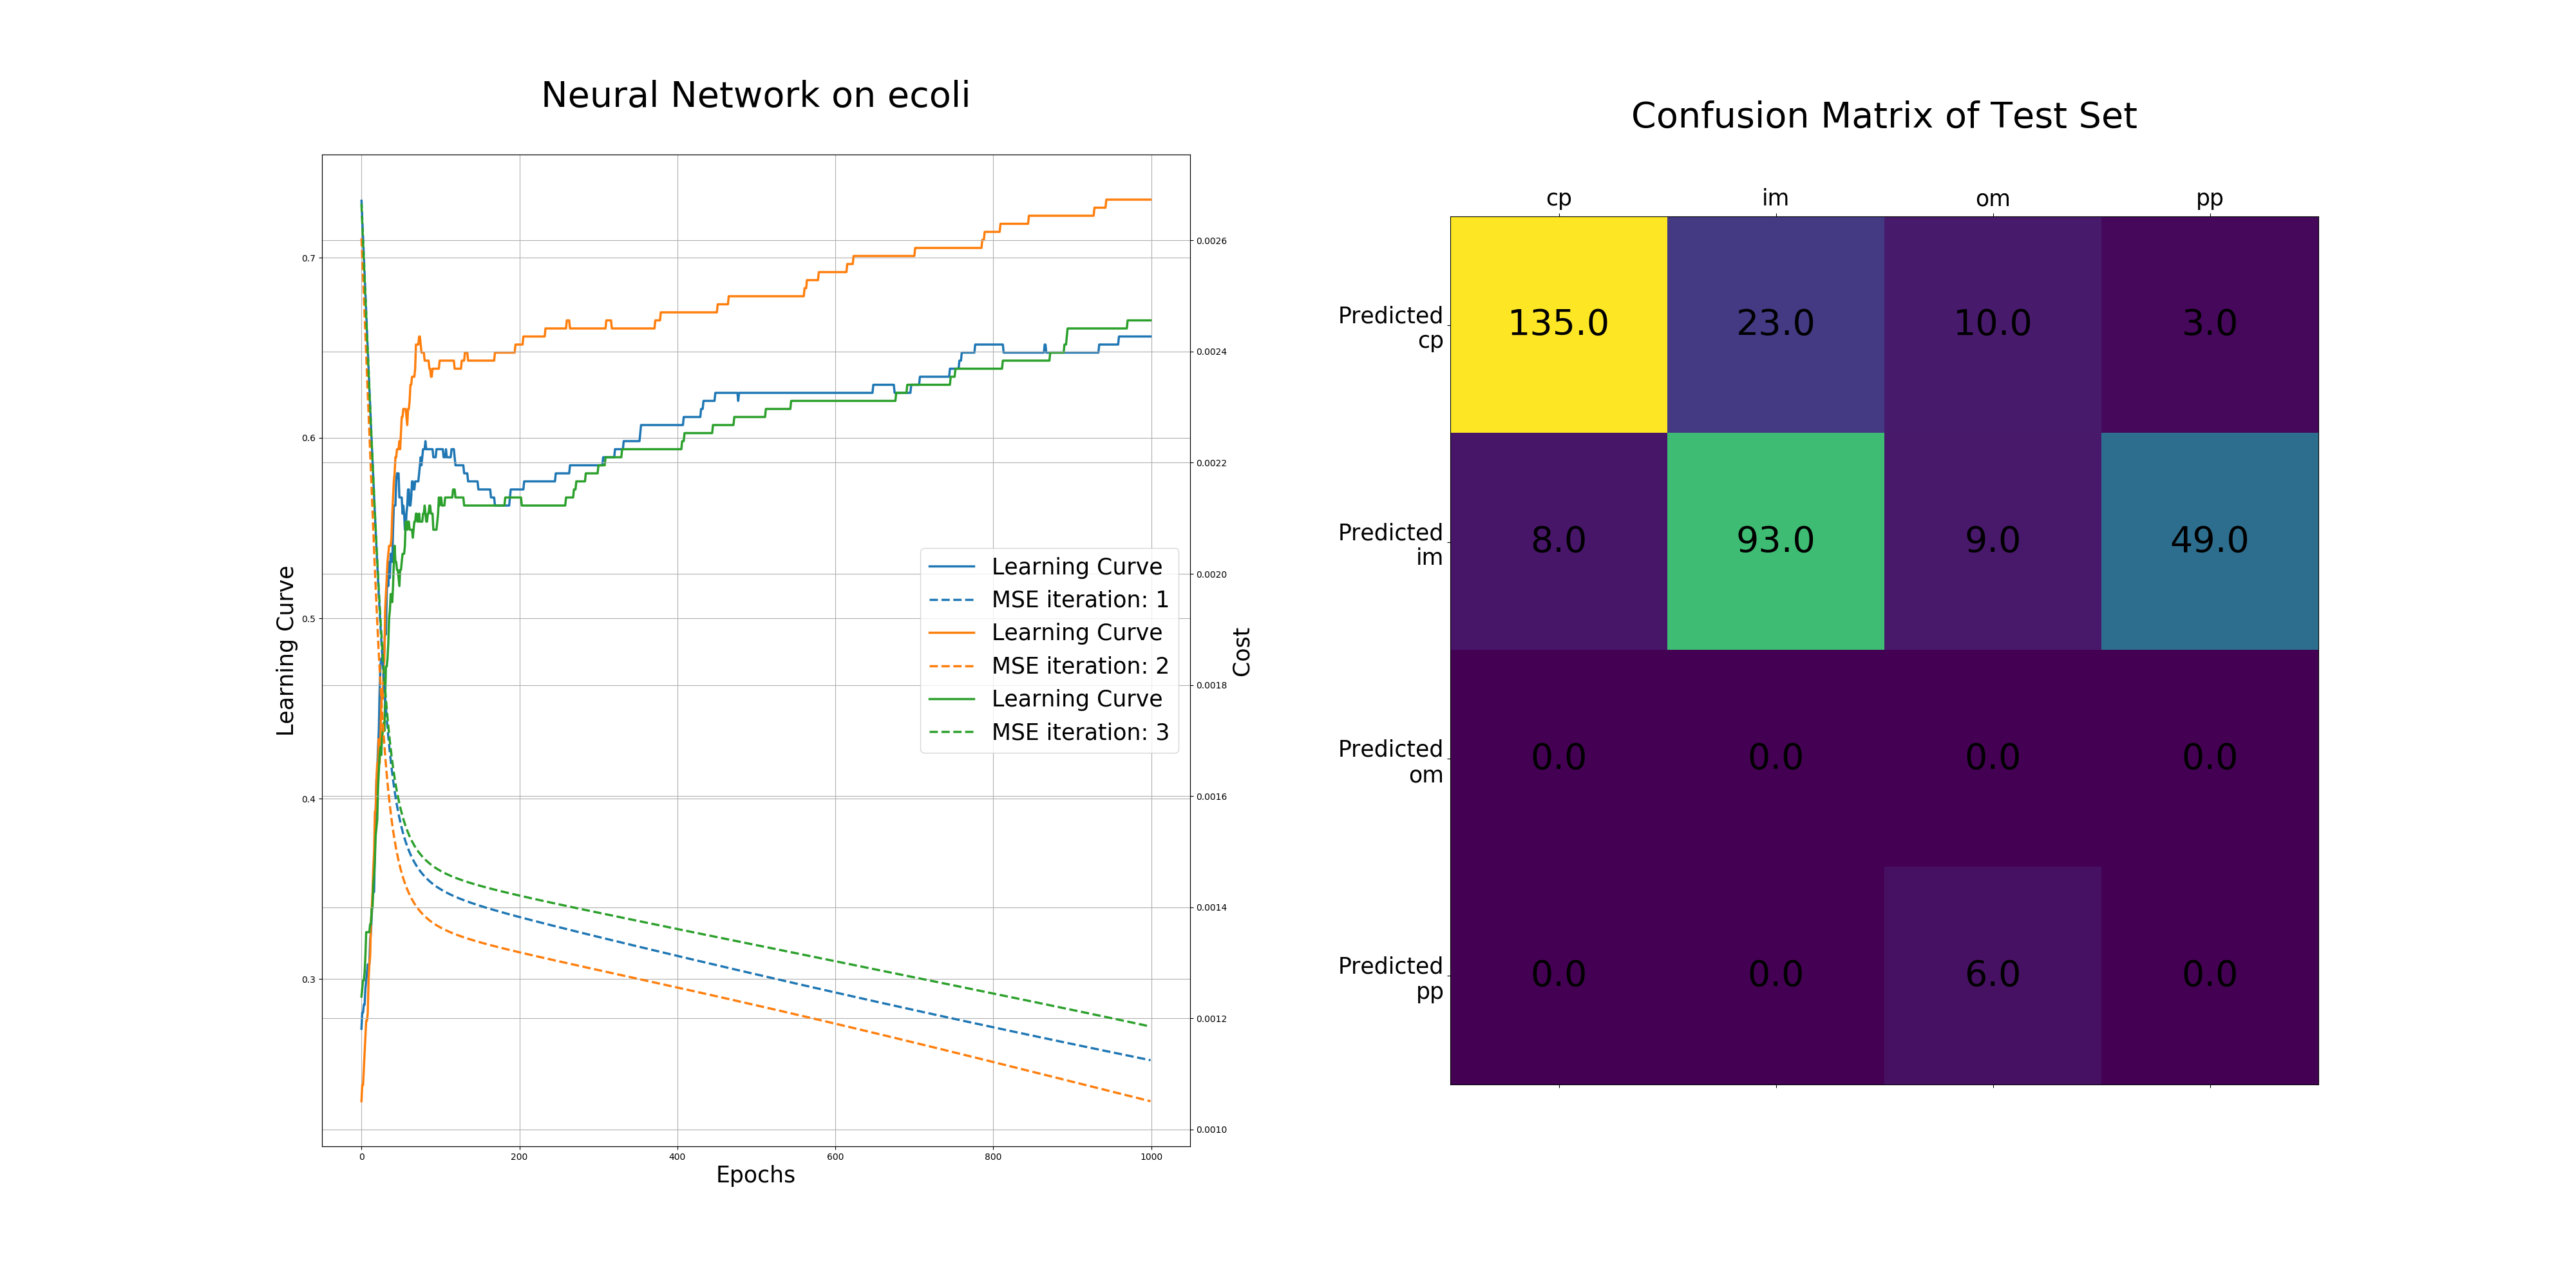 Neural Network on ecoli
0.7
0.6
0.5
0.4
0.3
Learning Curve
0.0026
0.0024
0.0022
0.0020
0.0018
0.0016
0.0014
0.0012
0.0010
Cost
Learning Curve
MSE iteration: 1
Learning Curve
MSE iteration: 2
Learning Curve
MSE iteration: 3
0 200 400 600 800 1000
Epochs
Confusion Matrix of Test Set
cp im om pp
Predicted
cp
135.0 23.0 10.0 3.0
Predicted
im
8.0 93.0 9.0 49.0
Predicted
om
0.0 0.0 0.0 0.0
Predicted
pp
0.0 0.0 6.0 0.0